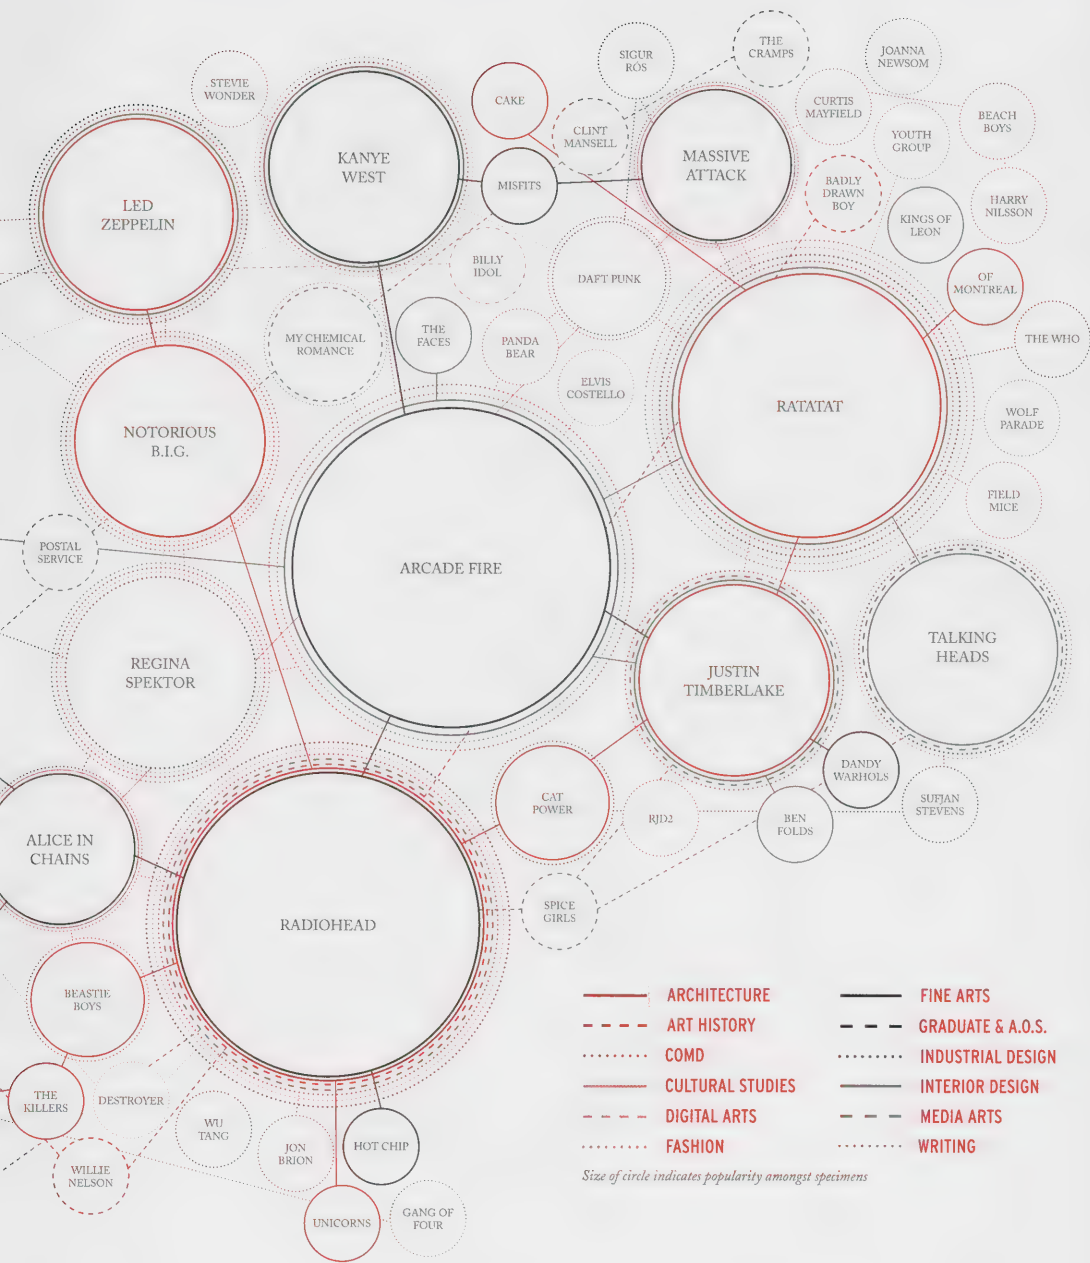 SIGUR
RÓS
THE
CRAMPS
JOANNA
NEWSOM
STEVIE
WONDER
CAKE
CLINT
MANSELL
CURTIS
MAYFIELD
BEACH
BOYS
YOUTH
GROUP
KANYE
WEST
MISFITS
MASSIVE
ATTACK
BADLY
DRAWN
BOY
HARRY
NILSSON
LED
ZEPPELIN
KINGS OF
LEON
BILLY
IDOL
DAFT PUNK
OF
MONTREAL
MY CHEMICAL
ROMANCE
THE
FACES
PANDA
BEAR
THE WHO
ELVIS
COSTELLO
RATATAT
WOLF
PARADE
NOTORIOUS
B.I.G.
FIELD
MICE
POSTAL
SERVICE
ARCADE FIRE
TALKING
HEADS
REGINA
SPEKTOR
JUSTIN
TIMBERLAKE
DANDY
WARHOLS
CAT
POWER
RJD2
BEN
FOLDS
SUFJAN
STEVENS
ALICE IN
CHAINS
RADIOHEAD
SPICE
GIRLS
BEASTIE
BOYS
THE
KILLERS
DESTROYER
WU
TANG
JON
BRION
HOT CHIP
WILLIE
NELSON
UNICORNS
GANG OF
FOUR
ARCHITECTURE
ART HISTORY
COMD
CULTURAL STUDIES
DIGITAL ARTS
FASHION
FINE ARTS
GRADUATE & A.O.S.
INDUSTRIAL DESIGN
INTERIOR DESIGN
MEDIA ARTS
WRITING
Size of circle indicates popularity amongst specimens